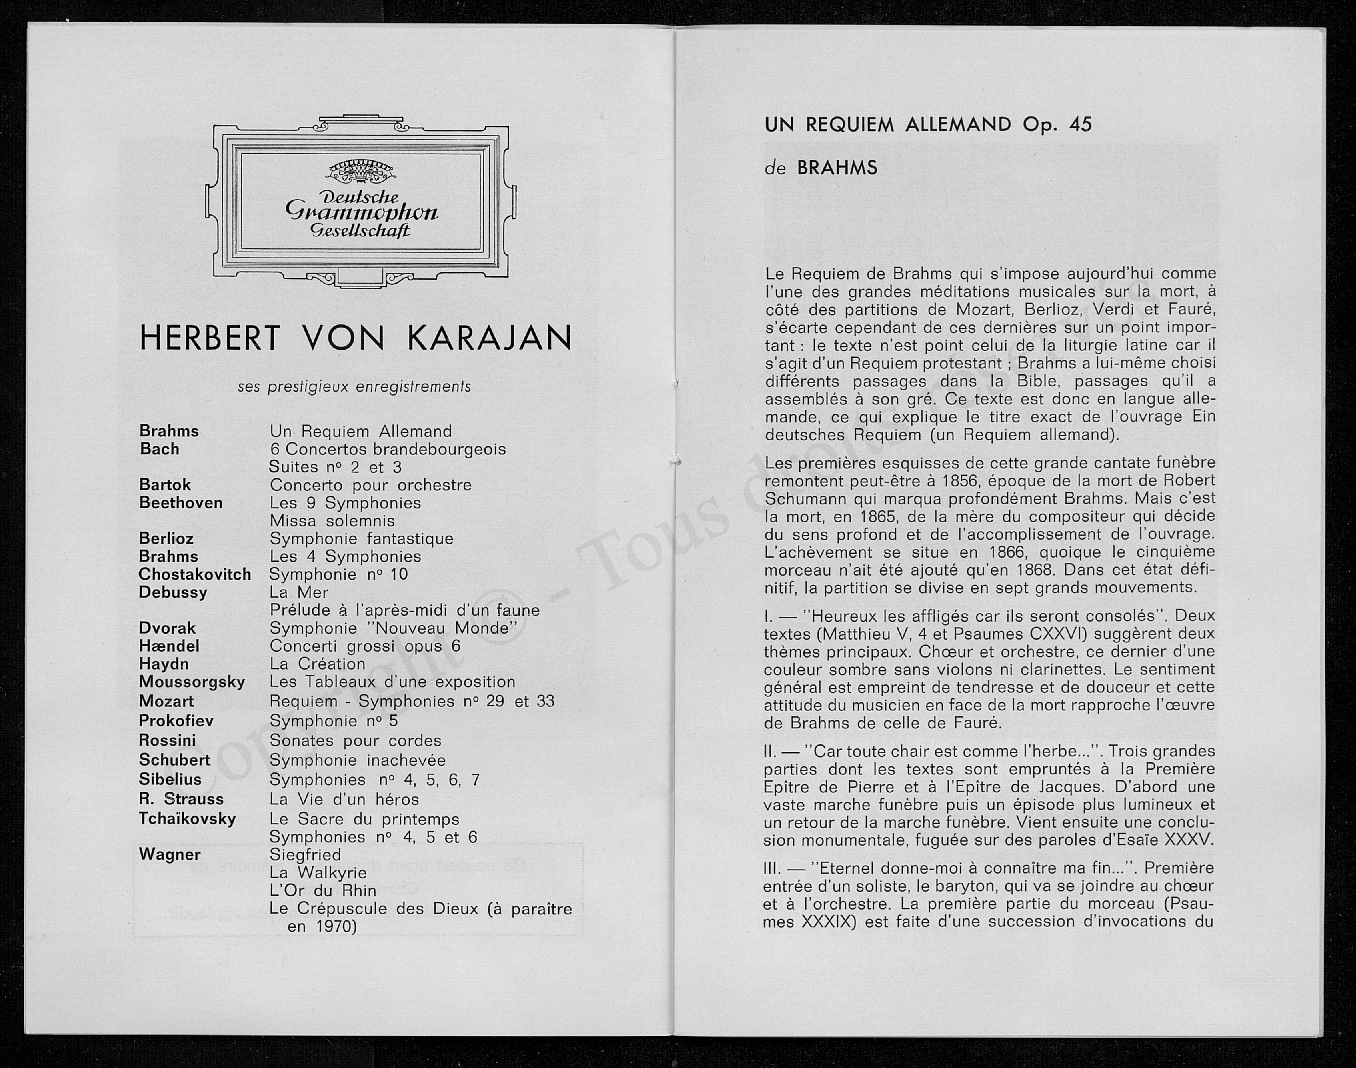 Deutsche
Grammophon
Gesellschaft
HERBERT VON KARAJAN
ses prestigieux enregistrements
Brahms Un Requiem Allemand
Bach 6 Concertos brandebourgeois
Suites n° 2 et 3
Bartok Concerto pour orchestre
Beethoven Les 9 Symphonies
Missa solemnis
Berlioz Symphonie fantastique
Brahms Les 4 Symphonies
Chostakovitch Symphonie n° 10
Debussy La Mer
Prélude à l'après-midi d'un faune
Dvorak Symphonie "Nouveau Monde"
Hændel Concerti grossi opus 6
Haydn La Création
Moussorgsky Les Tableaux d'une exposition
Mozart Requiem - Symphonies n° 29 et 33
Prokofiev Symphonie n° 5
Rossini Sonates pour cordes
Schubert Symphonie inachevée
Sibelius Symphonies n° 4, 5, 6, 7
R. Strauss La Vie d'un héros
Tchaïkovsky Le Sacre du printemps
Symphonies n° 4, 5 et 6
Wagner Siegfried
La Walkyrie
L'Or du Rhin
Le Crépuscule des Dieux (à paraître
en 1970)
UN REQUIEM ALLEMAND Op. 45
de BRAHMS
Le Requiem de Brahms qui s'impose aujourd'hui comme
l'une des grandes méditations musicales sur la mort, à
côté des partitions de Mozart, Berlioz, Verdi et Fauré,
s'écarte cependant de ces dernières sur un point impor-
tant : le texte n'est point celui de la liturgie latine car il
s'agit d'un Requiem protestant ; Brahms a lui-même choisi
différents passages dans la Bible, passages qu'il a
assemblés à son gré. Ce texte est donc en langue alle-
mande, ce qui explique le titre exact de l'ouvrage Ein
deutsches Requiem (un Requiem allemand).
Les premières esquisses de cette grande cantate funèbre
remontent peut-être à 1856, époque de la mort de Robert
Schumann qui marqua profondément Brahms. Mais c'est
la mort, en 1865, de la mère du compositeur qui décide
du sens profond et de l'accomplissement de l'ouvrage.
L'achèvement se situe en 1866, quoique le cinquième
morceau n'ait été ajouté qu'en 1868. Dans cet état défi-
nitif, la partition se divise en sept grands mouvements.
I. — "Heureux les affligés car ils seront consolés". Deux
textes (Matthieu V, 4 et Psaumes CXXVI) suggèrent deux
thèmes principaux. Chœur et orchestre, ce dernier d'une
couleur sombre sans violons ni clarinettes. Le sentiment
général est empreint de tendresse et de douceur et cette
attitude du musicien en face de la mort rapproche l'œuvre
de Brahms de celle de Fauré.
II. — "Car toute chair est comme l'herbe...". Trois grandes
parties dont les textes sont empruntés à la Première
Epître de Pierre et à l'Epître de Jacques. D'abord une
vaste marche funèbre puis un épisode plus lumineux et
un retour de la marche funèbre. Vient ensuite une conclu-
sion monumentale, fuguée sur des paroles d'Esaïe XXXV.
III. — "Eternel donne-moi à connaître ma fin...". Première
entrée d'un soliste, le baryton, qui va se joindre au chœur
et à l'orchestre. La première partie du morceau (Psau-
mes XXXIX) est faite d'une succession d'invocations du
Copyright © - Tous droits